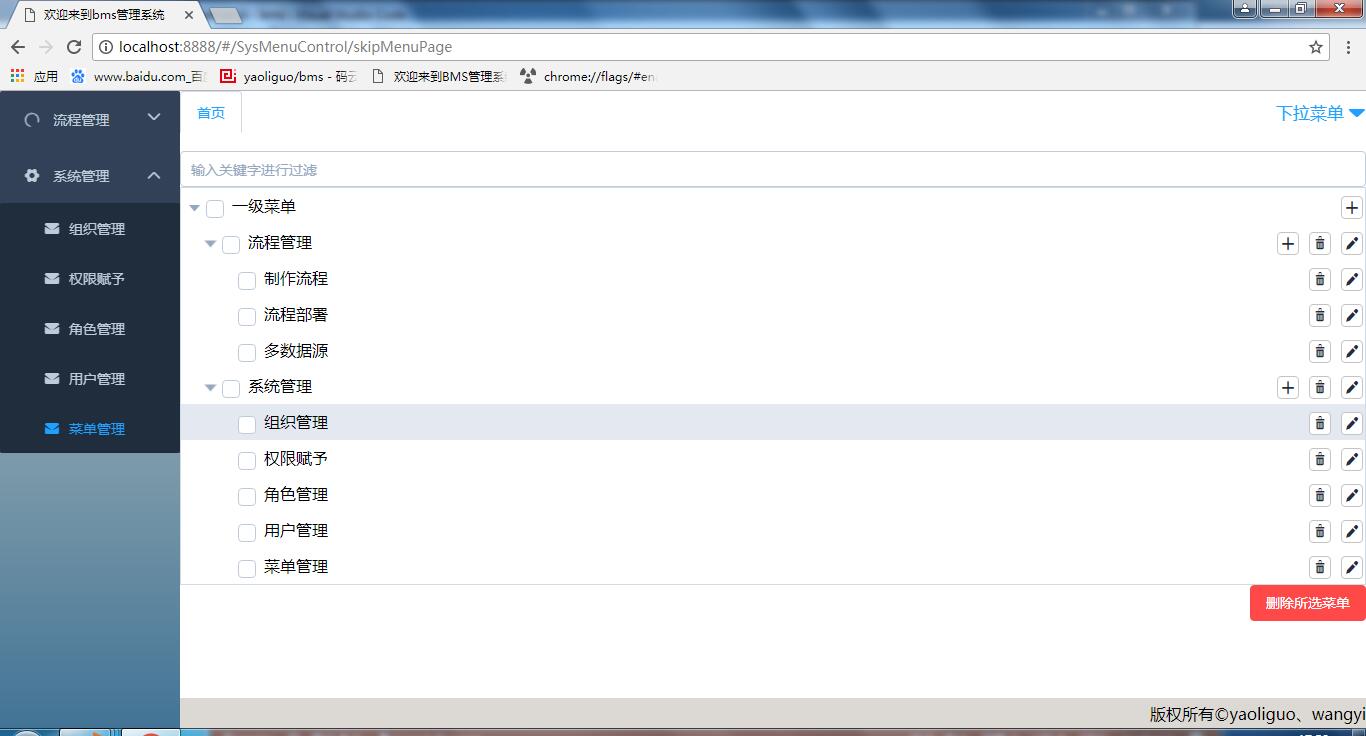 欢迎来到bms管理系统
localhost:8888/#/SysMenuControl/skipMenuPage
应用 www.baidu.com_百 yaoliguo/bms - 码云 欢迎来到BMS管理系 chrome://flags/#en
流程管理
系统管理
组织管理
权限赋予
角色管理
用户管理
菜单管理
首页
下拉菜单
输入关键字进行过滤
一级菜单
流程管理
制作流程
流程部署
多数据源
系统管理
组织管理
权限赋予
角色管理
用户管理
菜单管理
删除所选菜单
版权所有©yaoliguo、wangyi